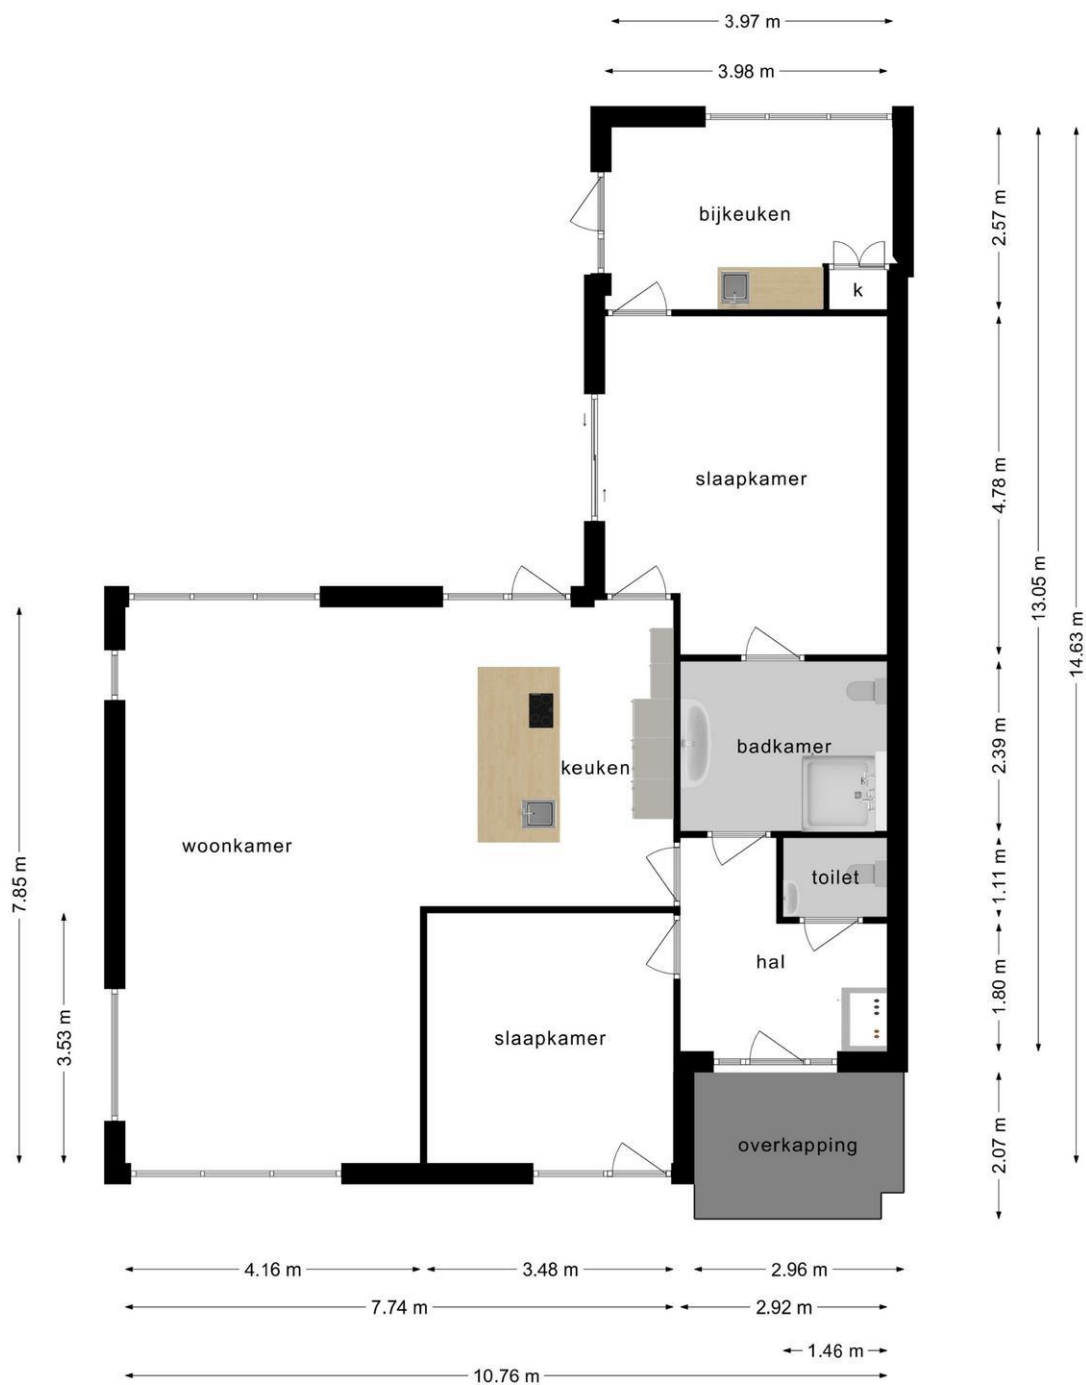 3.97 m
3.98 m
bijkeuken
2.57 m
k
slaapkamer
4.78 m
13.05 m
14.63 m
badkamer
2.39 m
keuken
woonkamer
7.85 m
toilet
1.11 m
hal
1.80 m
3.53 m
slaapkamer
overkapping
2.07 m
4.16 m
3.48 m
2.96 m
7.74 m
2.92 m
1.46 m
10.76 m